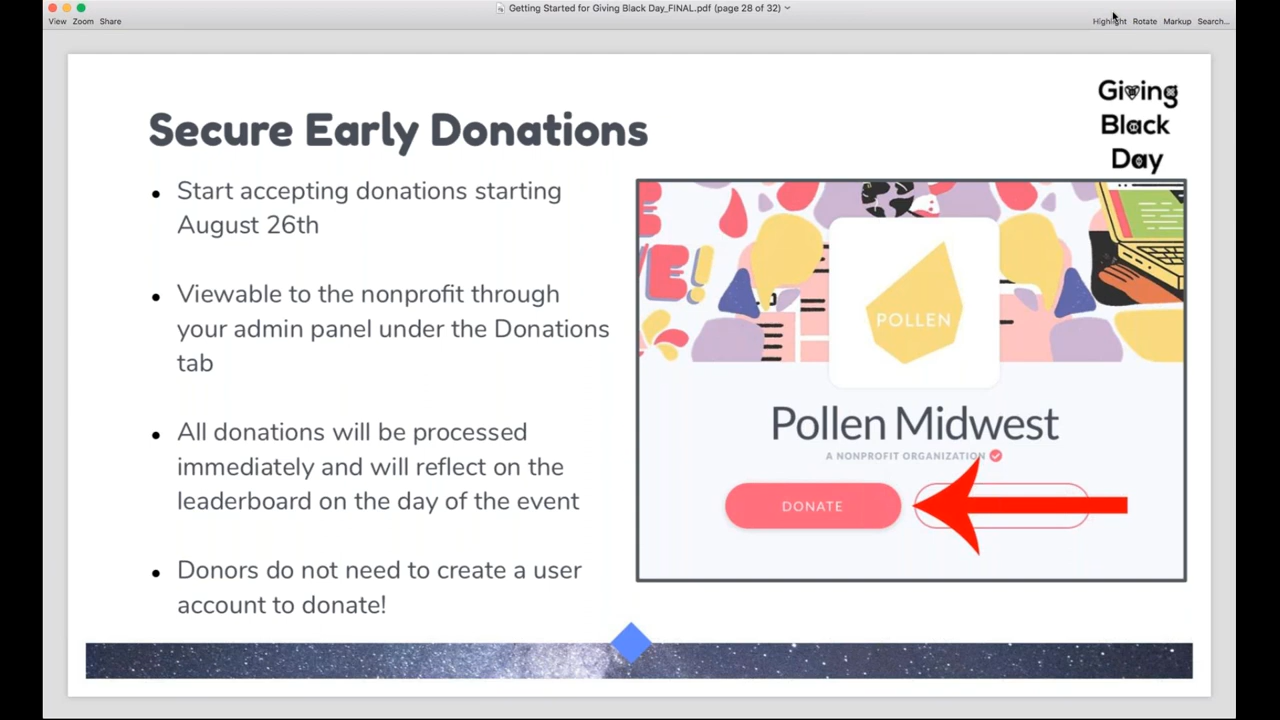 Getting Started for Giving Black Day_FINAL.pdf (page 28 of 32)
View Zoom Share
Highlight Rotate Markup Search...
Giving
Black
Day
Secure Early Donations
• Start accepting donations starting
August 26th
• Viewable to the nonprofit through
your admin panel under the Donations
tab
• All donations will be processed
immediately and will reflect on the
leaderboard on the day of the event
• Donors do not need to create a user
account to donate!
POLLEN
Pollen Midwest
A NONPROFIT ORGANIZATION
DONATE